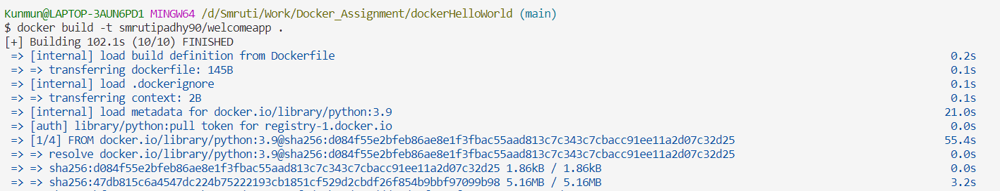 Kunmun@LAPTOP-3AUN6PD1 MINGW64 /d/Smruti/Work/Docker_Assignment/dockerHelloWorld (main)
$ docker build -t smrutipadhy90/welcomeapp .
[+] Building 102.1s (10/10) FINISHED
=> [internal] load build definition from Dockerfile 0.2s
=> => transferring dockerfile: 145B 0.1s
=> [internal] load .dockerignore 0.1s
=> => transferring context: 2B 0.1s
=> [internal] load metadata for docker.io/library/python:3.9 21.0s
=> [auth] library/python:pull token for registry-1.docker.io 0.0s
=> [1/4] FROM docker.io/library/python:3.9@sha256:d084f55e2bfeb86ae8e1f3fbac55aad813c7c343c7cbacc91ee11a2d07c32d25 55.4s
=> => resolve docker.io/library/python:3.9@sha256:d084f55e2bfeb86ae8e1f3fbac55aad813c7c343c7cbacc91ee11a2d07c32d25 0.0s
=> => sha256:d084f55e2bfeb86ae8e1f3fbac55aad813c7c343c7cbacc91ee11a2d07c32d25 1.86kB / 1.86kB 0.0s
=> => sha256:47db815c6a4547dc224b75222193cb1851cf529d2cbdf26f854b9bbf97099b98 5.16MB / 5.16MB 3.2s